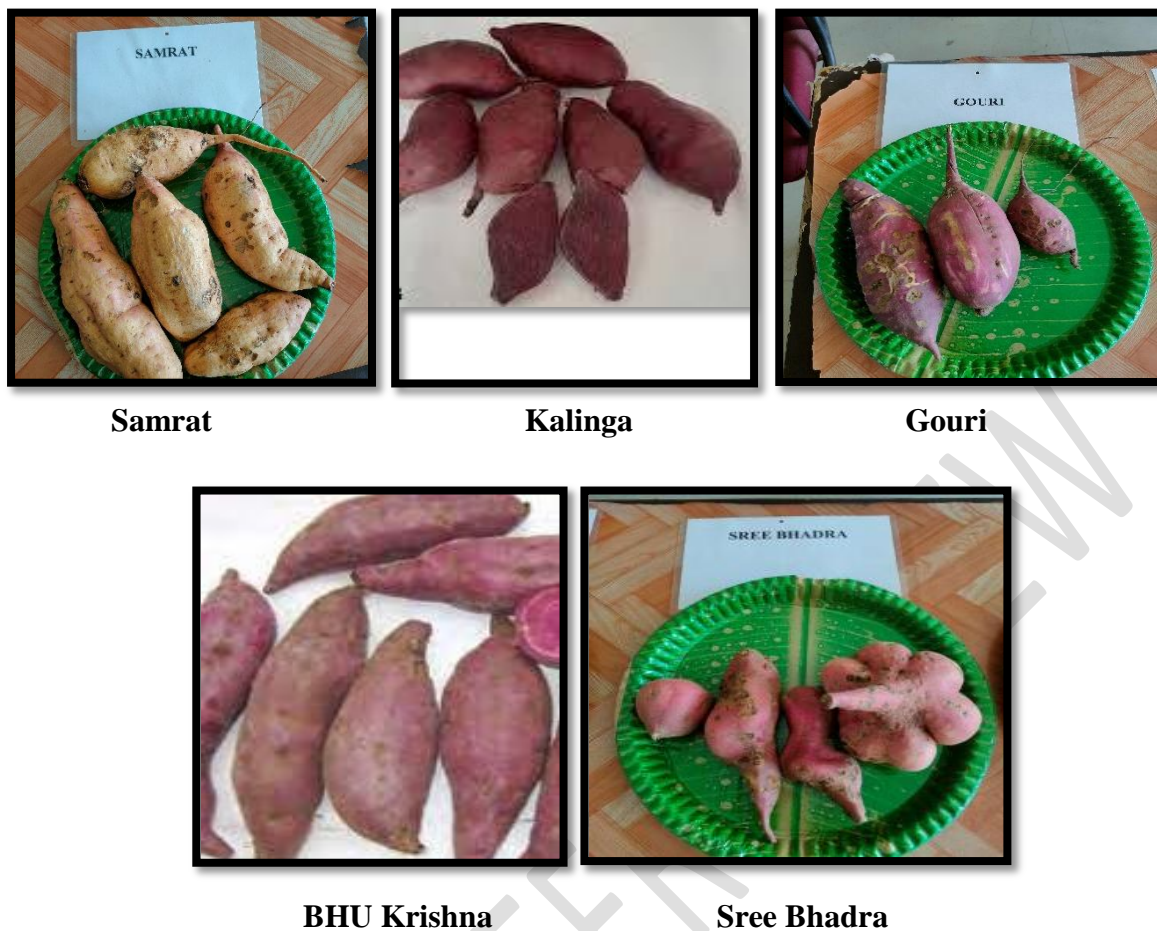 SAMRAT
GOURI
Samrat
Kalinga
Gouri
SREE BHADRA
BHU Krishna
Sree Bhadra